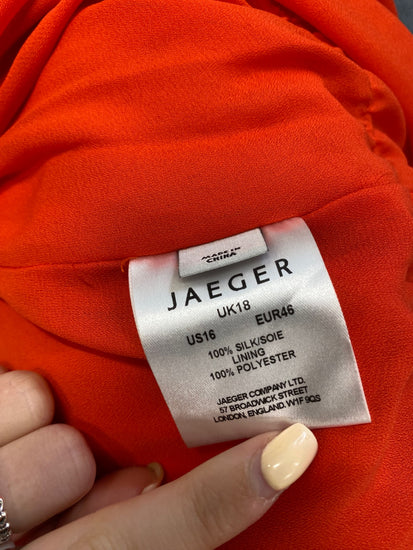 MADE IN
CHINA
JAEGER
UK18
US16 EUR46
100% SILK/SOIE
LINING
100% POLYESTER
JAEGER COMPANY LTD.
57 BROADWICK STREET
LONDON, ENGLAND, W1F 9QS